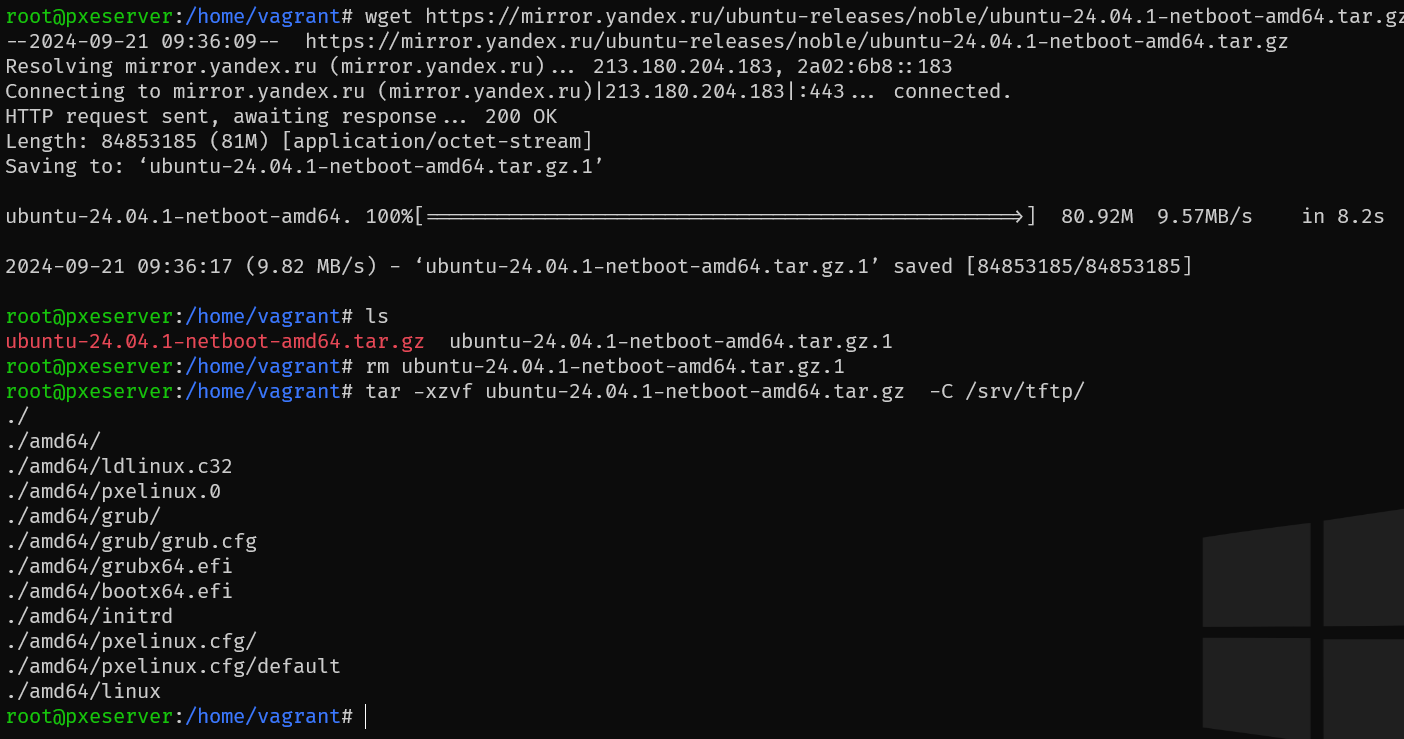 root@pxeserver:/home/vagrant# wget https://mirror.yandex.ru/ubuntu-releases/noble/ubuntu-24.04.1-netboot-amd64.tar.gz
--2024-09-21 09:36:09--  https://mirror.yandex.ru/ubuntu-releases/noble/ubuntu-24.04.1-netboot-amd64.tar.gz
Resolving mirror.yandex.ru (mirror.yandex.ru)... 213.180.204.183, 2a02:6b8::183
Connecting to mirror.yandex.ru (mirror.yandex.ru)|213.180.204.183|:443... connected.
HTTP request sent, awaiting response... 200 OK
Length: 84853185 (81M) [application/octet-stream]
Saving to: ‘ubuntu-24.04.1-netboot-amd64.tar.gz.1’
ubuntu-24.04.1-netboot-amd64. 100%[=================================================>]  80.92M  9.57MB/s    in 8.2s
2024-09-21 09:36:17 (9.82 MB/s) - ‘ubuntu-24.04.1-netboot-amd64.tar.gz.1’ saved [84853185/84853185]
root@pxeserver:/home/vagrant# ls
ubuntu-24.04.1-netboot-amd64.tar.gz  ubuntu-24.04.1-netboot-amd64.tar.gz.1
root@pxeserver:/home/vagrant# rm ubuntu-24.04.1-netboot-amd64.tar.gz.1
root@pxeserver:/home/vagrant# tar -xzvf ubuntu-24.04.1-netboot-amd64.tar.gz  -C /srv/tftp/
./
./amd64/
./amd64/ldlinux.c32
./amd64/pxelinux.0
./amd64/grub/
./amd64/grub/grub.cfg
./amd64/grubx64.efi
./amd64/bootx64.efi
./amd64/initrd
./amd64/pxelinux.cfg/
./amd64/pxelinux.cfg/default
./amd64/linux
root@pxeserver:/home/vagrant#